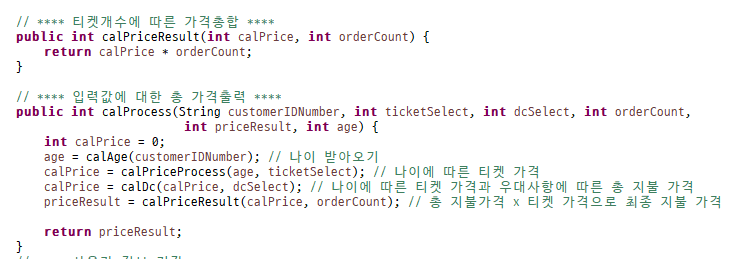 // **** 티켓개수에 따른 가격총합 ****
public int calPriceResult(int calPrice, int orderCount) {
    return calPrice * orderCount;
}

// **** 입력값에 대한 총 가격출력 ****
public int calProcess(String customerIDNumber, int ticketSelect, int dcSelect, int orderCount,
                      int priceResult, int age) {
    int calPrice = 0;
    age = calAge(customerIDNumber); // 나이 받아오기
    calPrice = calPriceProcess(age, ticketSelect); // 나이에 따른 티켓 가격
    calPrice = calDc(calPrice, dcSelect); // 나이에 따른 티켓 가격과 우대사항에 따른 총 지불 가격
    priceResult = calPriceResult(calPrice, orderCount); // 총 지불가격 x 티켓 가격으로 최종 지불 가격

    return priceResult;
}